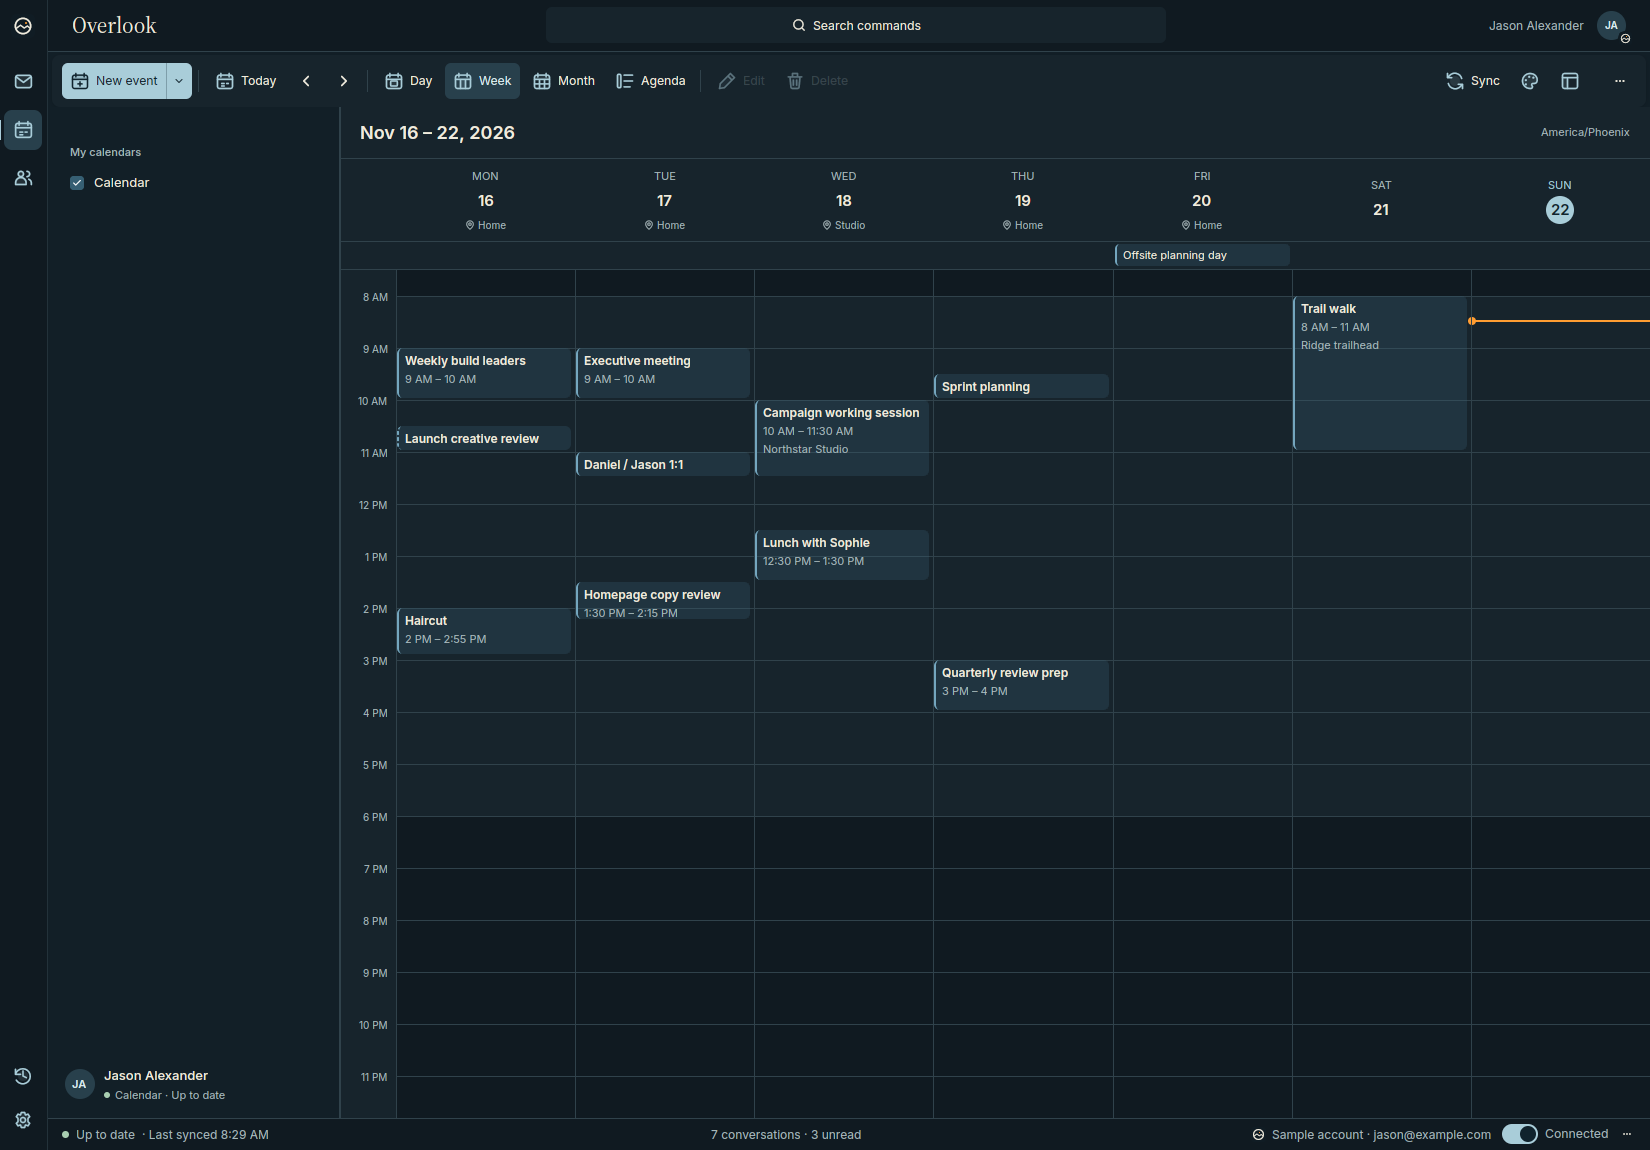 Overlook
Search commands
Jason Alexander
JA
New event
Today
Day
Week
Month
Agenda
Edit
Delete
Sync
My calendars
Calendar
Nov 16 – 22, 2026
America/Phoenix
MON
16
Home
TUE
17
Home
WED
18
Studio
THU
19
Home
FRI
20
Home
SAT
21
SUN
22
Offsite planning day
8 AM
9 AM
10 AM
11 AM
12 PM
1 PM
2 PM
3 PM
4 PM
5 PM
6 PM
7 PM
8 PM
9 PM
10 PM
11 PM
Weekly build leaders
9 AM – 10 AM
Launch creative review
Haircut
2 PM – 2:55 PM
Executive meeting
9 AM – 10 AM
Daniel / Jason 1:1
Homepage copy review
1:30 PM – 2:15 PM
Campaign working session
10 AM – 11:30 AM
Northstar Studio
Lunch with Sophie
12:30 PM – 1:30 PM
Sprint planning
Quarterly review prep
3 PM – 4 PM
Trail walk
8 AM – 11 AM
Ridge trailhead
JA
Jason Alexander
Calendar · Up to date
Up to date · Last synced 8:29 AM
7 conversations · 3 unread
Sample account · jason@example.com
Connected